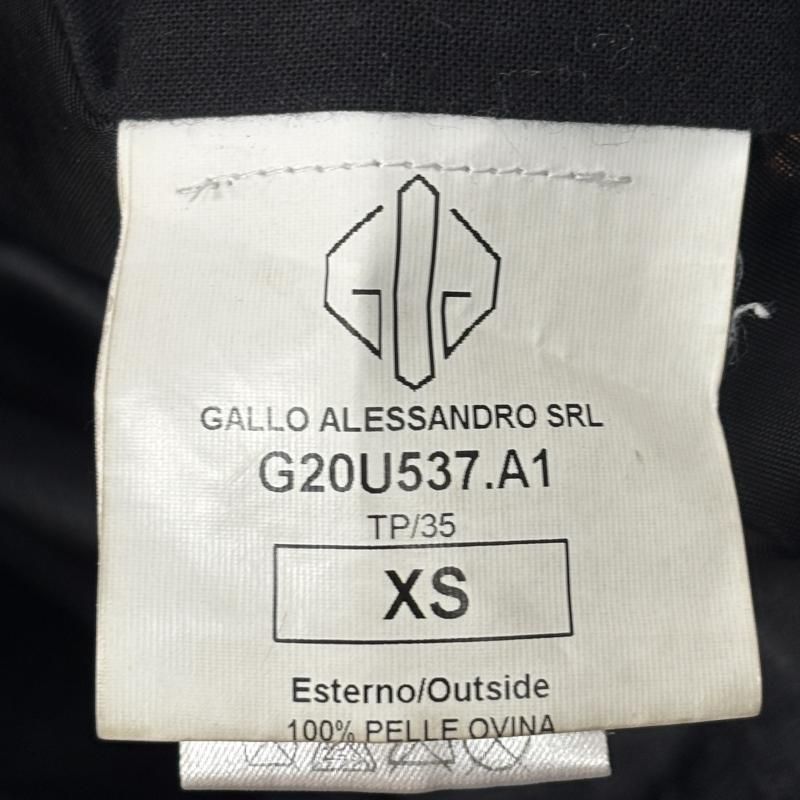 GALLO ALESSANDRO SRL
G20U537.A1
TP/35
XS
Esterno/Outside
100% PELLE OVINA